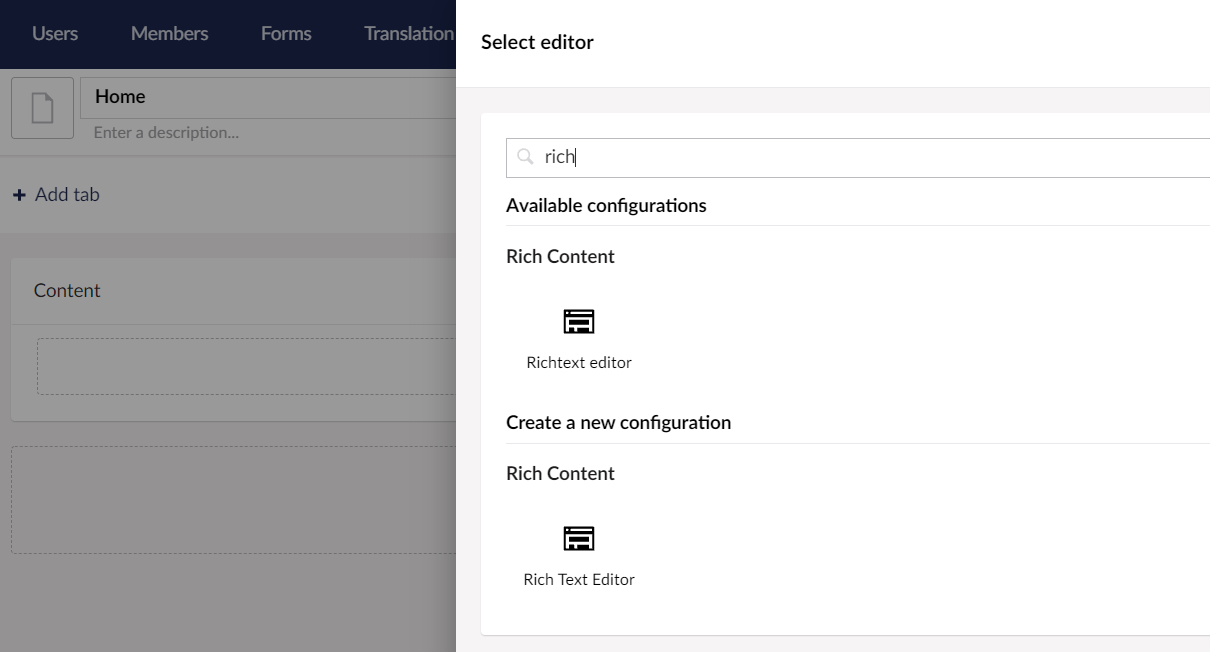 Users Members Forms Translation
Home
Enter a description...
Add tab
Content
Select editor
rich
Available configurations
Rich Content
Richtext editor
Create a new configuration
Rich Content
Rich Text Editor